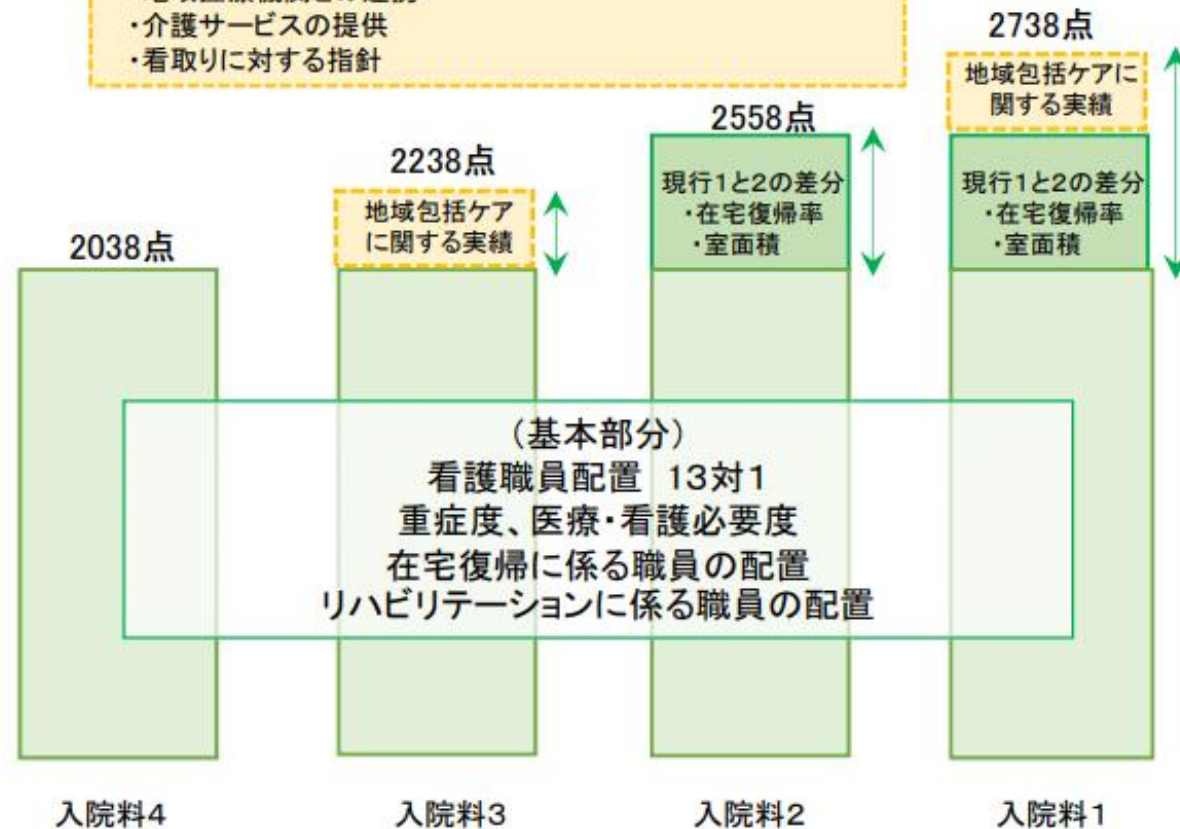 ・介護サービスの提供
・看取りに対する指針
2738点
地域包括ケアに
関する実績
2558点
現行1と2の差分
・在宅復帰率
・室面積
現行1と2の差分
・在宅復帰率
・室面積
2238点
地域包括ケア
に関する実績
2038点
（基本部分）
看護職員配置 13対1
重症度、医療・看護必要度
在宅復帰に係る職員の配置
リハビリテーションに係る職員の配置
入院料4
入院料3
入院料2
入院料1